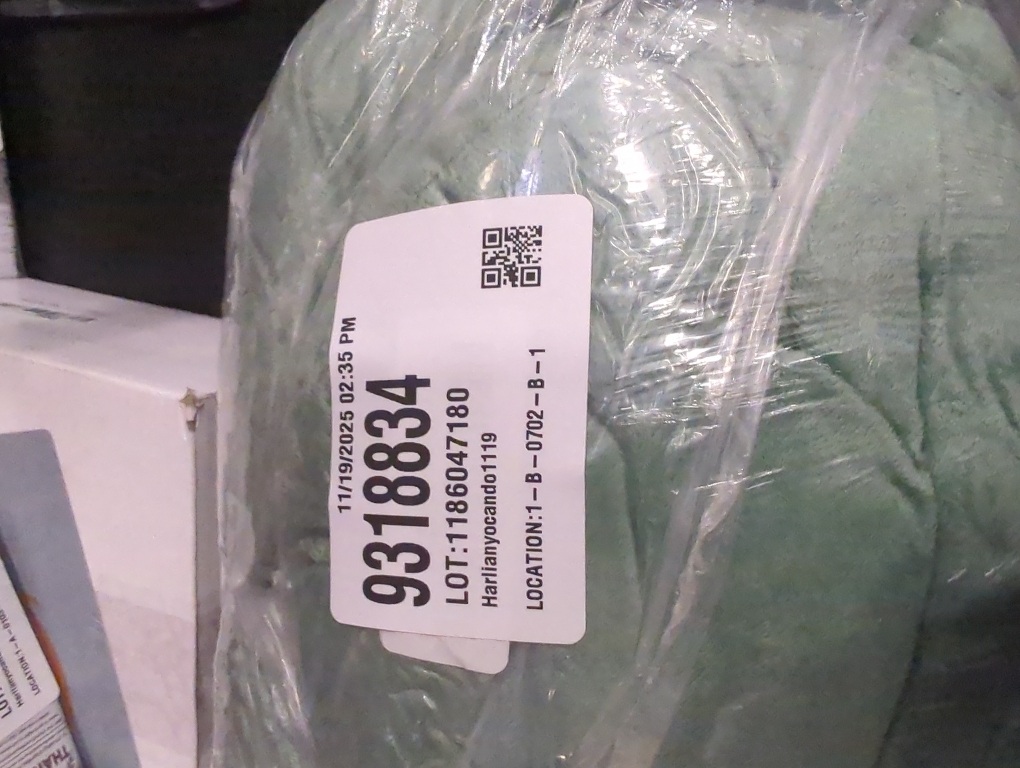 11/19/2025 02:35 PM
9318834
LOT:1186047180
Harlianyocando1119
LOCATION:1-B-0702-B-1